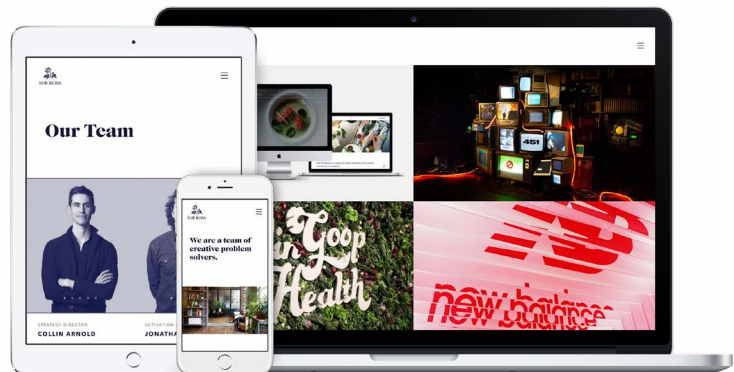 SUB ROSA
Our Team
STRATEGY DIRECTOR
COLLIN ARNOLD
ACTIVATION
JONATHA
SUB ROSA
We are a team of
creative problem
solvers.
451
in Goop
Health
new balance